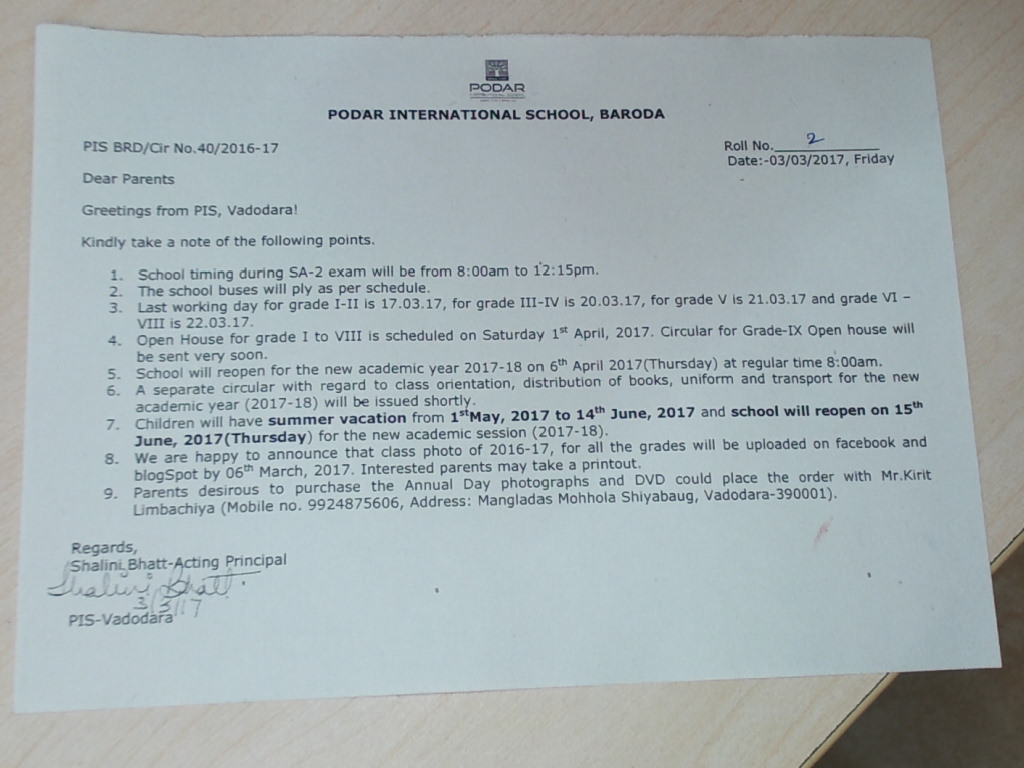 PODAR
PODAR INTERNATIONAL SCHOOL, BARODA
PIS BRD/Cir No.40/2016-17
Roll No. 2
Date:-03/03/2017, Friday
Dear Parents
Greetings from PIS, Vadodara!
Kindly take a note of the following points.
1. School timing during SA-2 exam will be from 8:00am to 12:15pm.
2. The school buses will ply as per schedule.
3. Last working day for grade I-II is 17.03.17, for grade III-IV is 20.03.17, for grade V is 21.03.17 and grade VI –
VIII is 22.03.17.
4. Open House for grade I to VIII is scheduled on Saturday 1st April, 2017. Circular for Grade-IX Open house will
be sent very soon.
5. School will reopen for the new academic year 2017-18 on 6th April 2017(Thursday) at regular time 8:00am.
6. A separate circular with regard to class orientation, distribution of books, uniform and transport for the new
academic year (2017-18) will be issued shortly.
7. Children will have summer vacation from 1stMay, 2017 to 14th June, 2017 and school will reopen on 15th
June, 2017(Thursday) for the new academic session (2017-18).
8. We are happy to announce that class photo of 2016-17, for all the grades will be uploaded on facebook and
blogSpot by 06th March, 2017. Interested parents may take a printout.
9. Parents desirous to purchase the Annual Day photographs and DVD could place the order with Mr.Kirit
Limbachiya (Mobile no. 9924875606, Address: Mangladas Mohhola Shiyabaug, Vadodara-390001).
Regards,
Shalini Bhatt-Acting Principal
Shalini Bhatt.
3/3/17
PIS-Vadodara